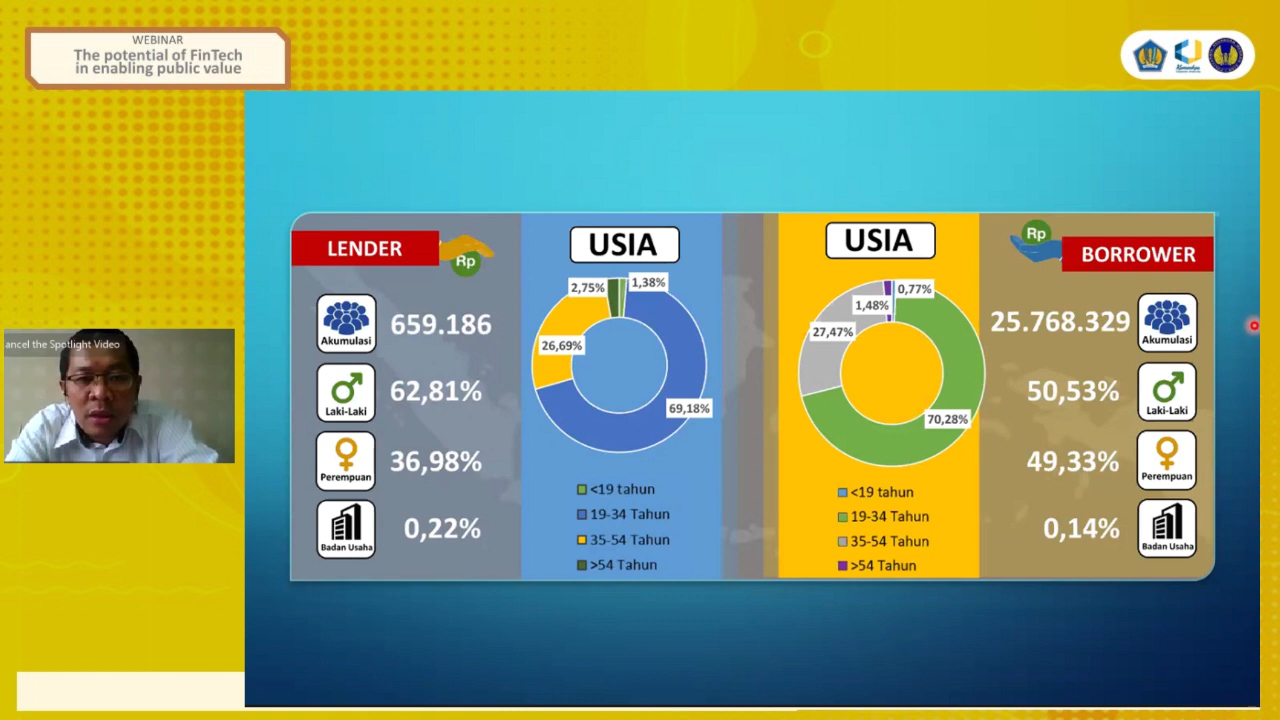 WEBINAR
The potential of FinTech
in enabling public value
ancel the Spotlight Video
LENDER
Rp
Akumulasi
659.186
Laki-Laki
62,81%
Perempuan
36,98%
Badan Usaha
0,22%
USIA
2,75%
1,38%
26,69%
69,18%
<19 tahun
19-34 Tahun
35-54 Tahun
>54 Tahun
USIA
0,77%
1,48%
27,47%
70,28%
<19 tahun
19-34 Tahun
35-54 Tahun
>54 Tahun
Rp
BORROWER
25.768.329
Akumulasi
50,53%
Laki-Laki
49,33%
Perempuan
0,14%
Badan Usaha